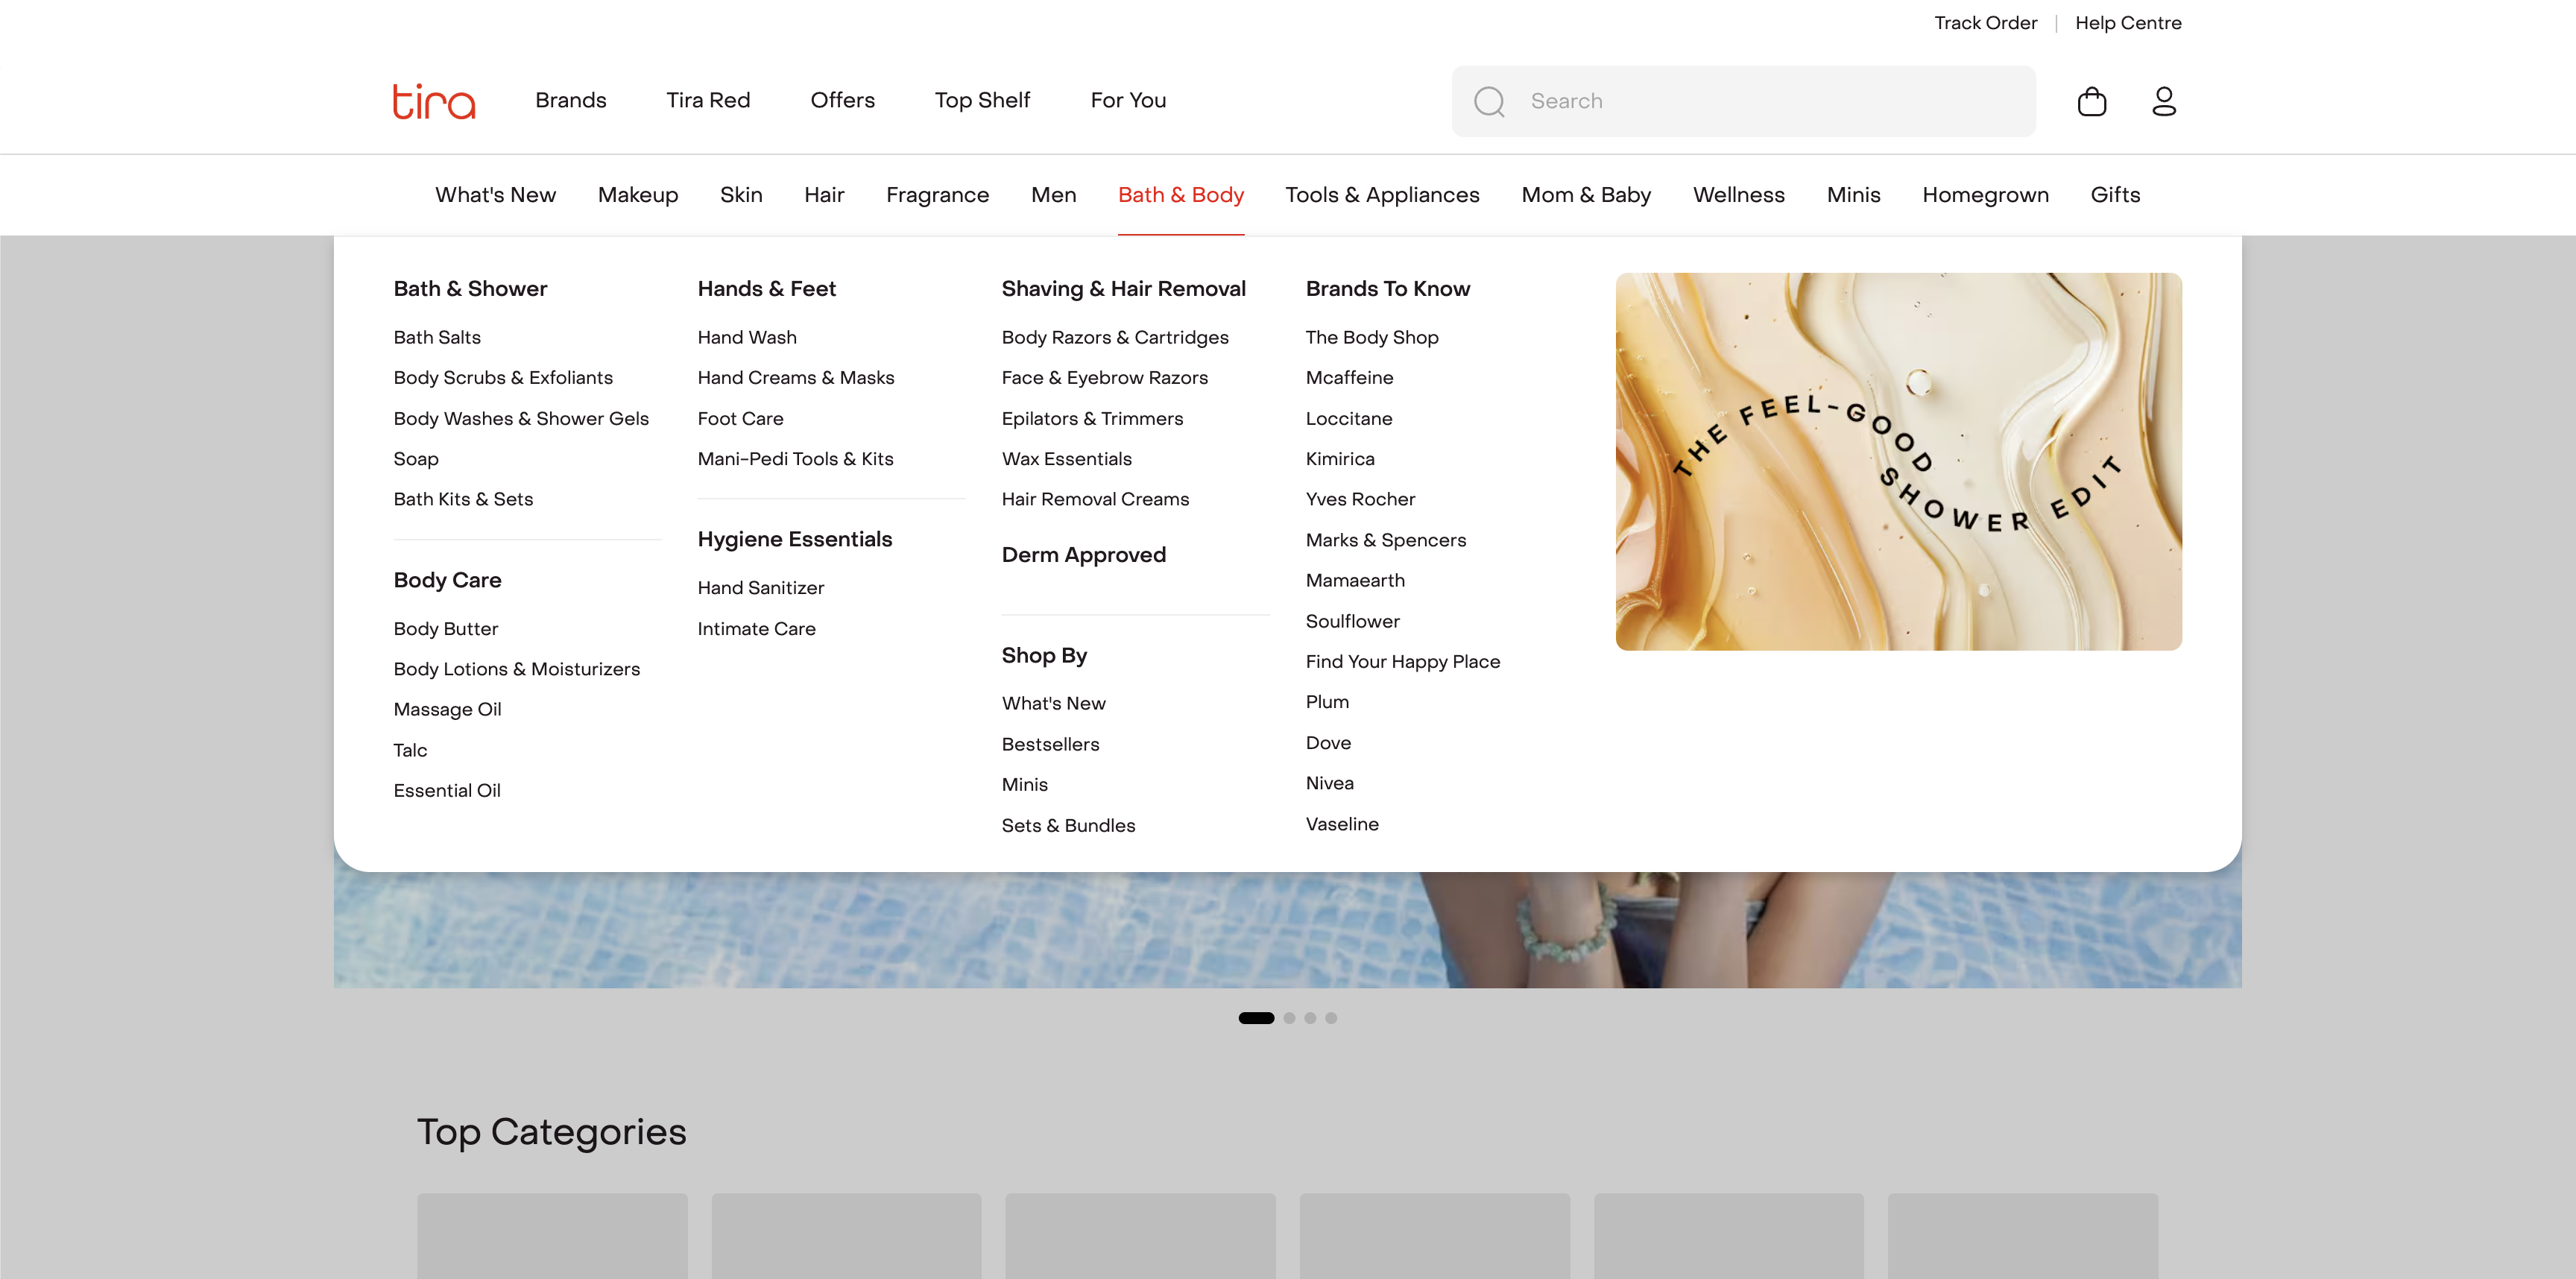 Track Order
Help Centre
tira
Brands
Tira Red
Offers
Top Shelf
For You
Search
What's New
Makeup
Skin
Hair
Fragrance
Men
Bath & Body
Tools & Appliances
Mom & Baby
Wellness
Minis
Homegrown
Gifts
Bath & Shower
Bath Salts
Body Scrubs & Exfoliants
Body Washes & Shower Gels
Soap
Bath Kits & Sets
Body Care
Body Butter
Body Lotions & Moisturizers
Massage Oil
Talc
Essential Oil
Hands & Feet
Hand Wash
Hand Creams & Masks
Foot Care
Mani-Pedi Tools & Kits
Hygiene Essentials
Hand Sanitizer
Intimate Care
Shaving & Hair Removal
Body Razors & Cartridges
Face & Eyebrow Razors
Epilators & Trimmers
Wax Essentials
Hair Removal Creams
Derm Approved
Shop By
What's New
Bestsellers
Minis
Sets & Bundles
Brands To Know
The Body Shop
Mcaffeine
Loccitane
Kimirica
Yves Rocher
Marks & Spencers
Mamaearth
Soulflower
Find Your Happy Place
Plum
Dove
Nivea
Vaseline
THE FEEL-GOOD
SHOWER EDIT
Top Categories